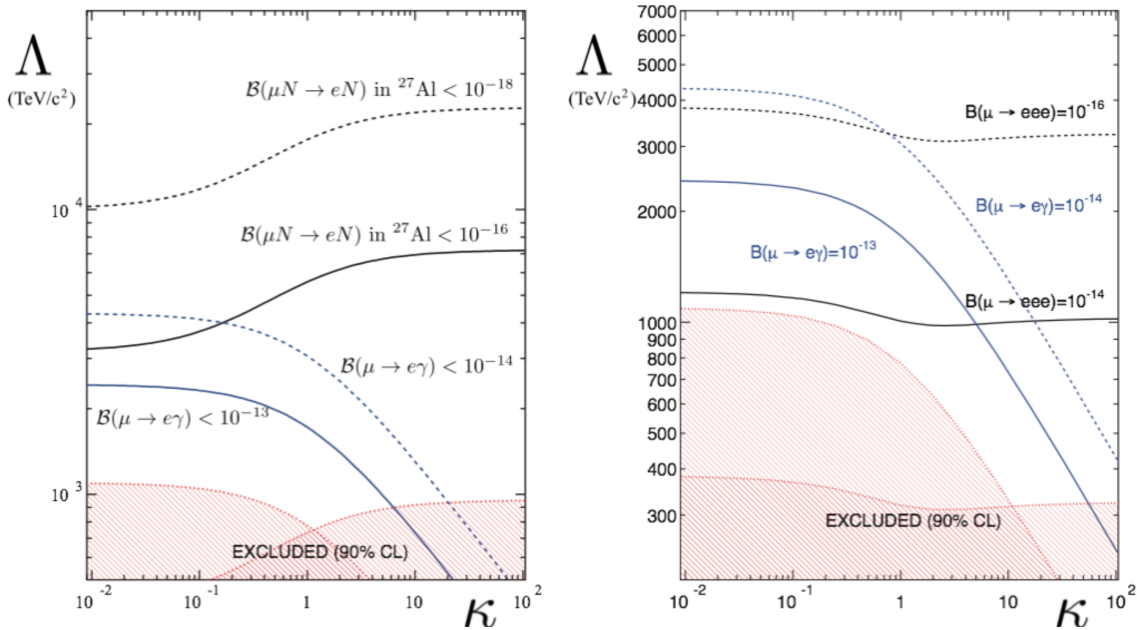 Λ
(TeV/c²)
10⁴
10³
B(μN → eN) in ²⁷Al < 10⁻¹⁸
B(μN → eN) in ²⁷Al < 10⁻¹⁶
B(μ → eγ) < 10⁻¹⁴
B(μ → eγ) < 10⁻¹³
EXCLUDED (90% CL)
10⁻² 10⁻¹ 1 10 10²
κ
Λ
(TeV/c²)
7000
6000
5000
4000
3000
2000
1000
900
800
700
600
500
400
300
B(μ → eee)=10⁻¹⁶
B(μ → eγ)=10⁻¹⁴
B(μ → eγ)=10⁻¹³
B(μ → eee)=10⁻¹⁴
EXCLUDED (90% CL)
10⁻² 10⁻¹ 1 10 10²
κ